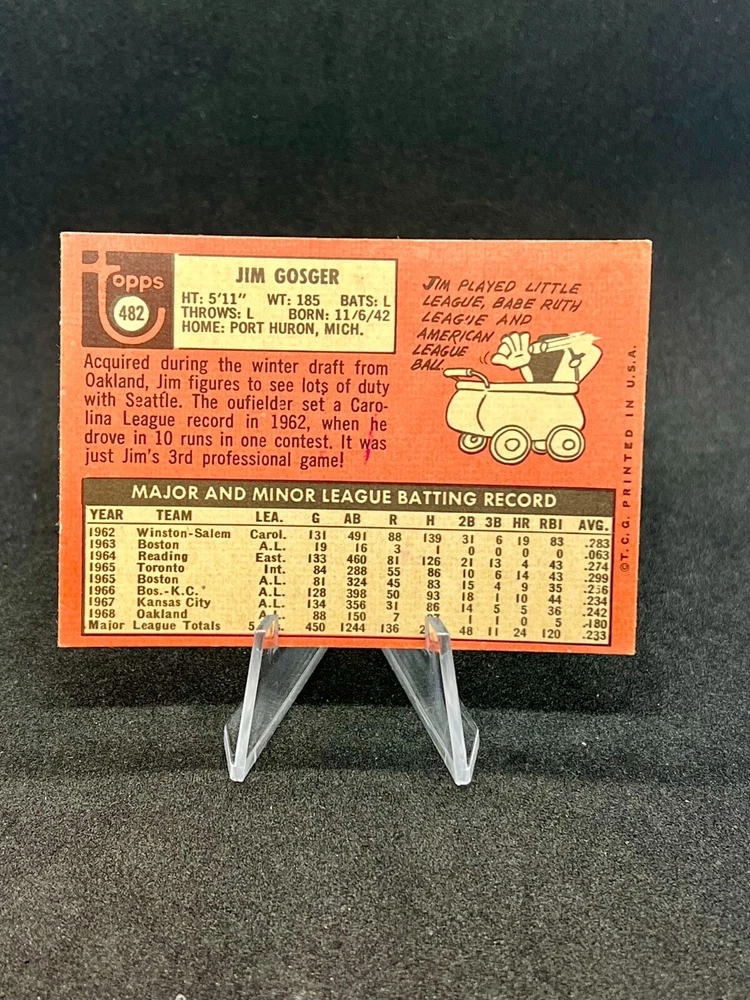 topps
482
JIM GOSGER
HT: 5'11" WT: 185 BATS: L
THROWS: L BORN: 11/6/42
HOME: PORT HURON, MICH.
JIM PLAYED LITTLE
LEAGUE, BABE RUTH
LEAGUE AND
AMERICAN
LEAGUE
BALL.
Acquired during the winter draft from
Oakland, Jim figures to see lots of duty
with Seattle. The oufielder set a Caro-
lina League record in 1962, when he
drove in 10 runs in one contest. It was
just Jim's 3rd professional game!
MAJOR AND MINOR LEAGUE BATTING RECORD
YEAR TEAM LEA. G AB R H 2B 3B HR RBI AVG.
1962 Winston-Salem Carol. 131 491 88 139 31 6 19 83 .283
1963 Boston A.L. 19 16 3 1 0 0 0 0 .063
1964 Reading East. 133 460 81 126 21 13 4 43 .274
1965 Toronto Int. 84 288 55 86 10 6 14 43 .299
1965 Boston A.L. 81 324 45 83 15 4 9 35 .256
1966 Bos.-K.C. A.L. 128 398 50 93 18 1 10 44 .234
1967 Kansas City A.L. 134 356 31 86 14 5 5 36 .242
1968 Oakland A.L. 88 150 7 1 1 0 5 .180
Major League Totals 450 1244 136 48 11 24 120 .233
© T.C.G. PRINTED IN U.S.A.